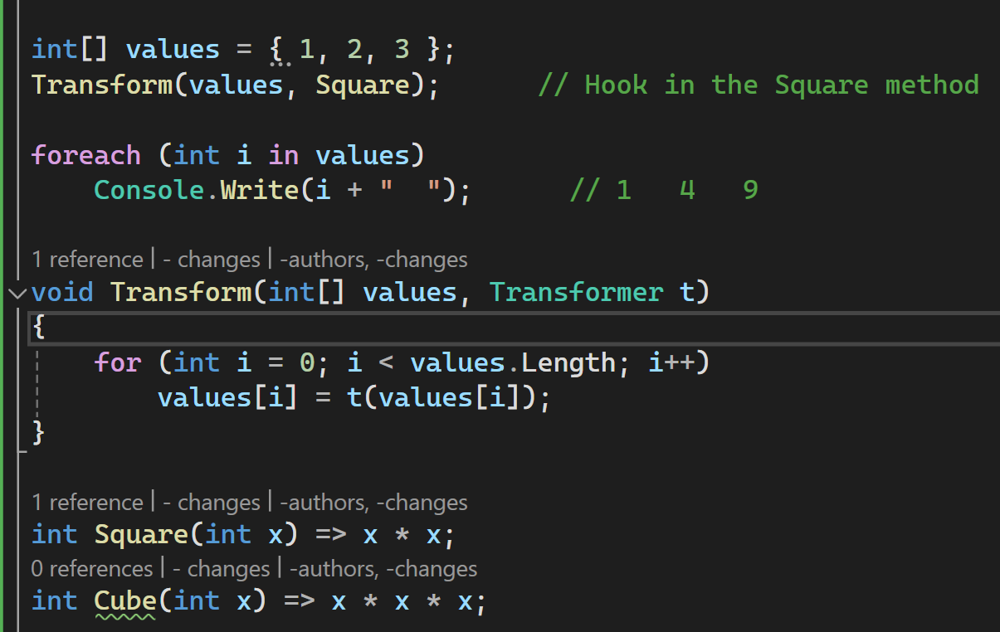 int[] values = { 1, 2, 3 };
Transform(values, Square);      // Hook in the Square method
foreach (int i in values)
    Console.Write(i + "  ");      // 1   4   9
1 reference | - changes | -authors, -changes
void Transform(int[] values, Transformer t)
{
    for (int i = 0; i < values.Length; i++)
        values[i] = t(values[i]);
}
1 reference | - changes | -authors, -changes
int Square(int x) => x * x;
0 references | - changes | -authors, -changes
int Cube(int x) => x * x * x;